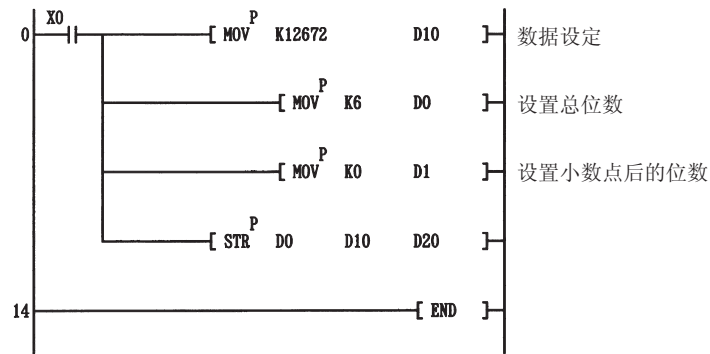 X0
0 [ MOVP K12672 D10 ] 数据设定
[ MOVP K6 D0 ] 设置总位数
[ MOVP K0 D1 ] 设置小数点后的位数
[ STRP D0 D10 D20 ]
14 [ END ]